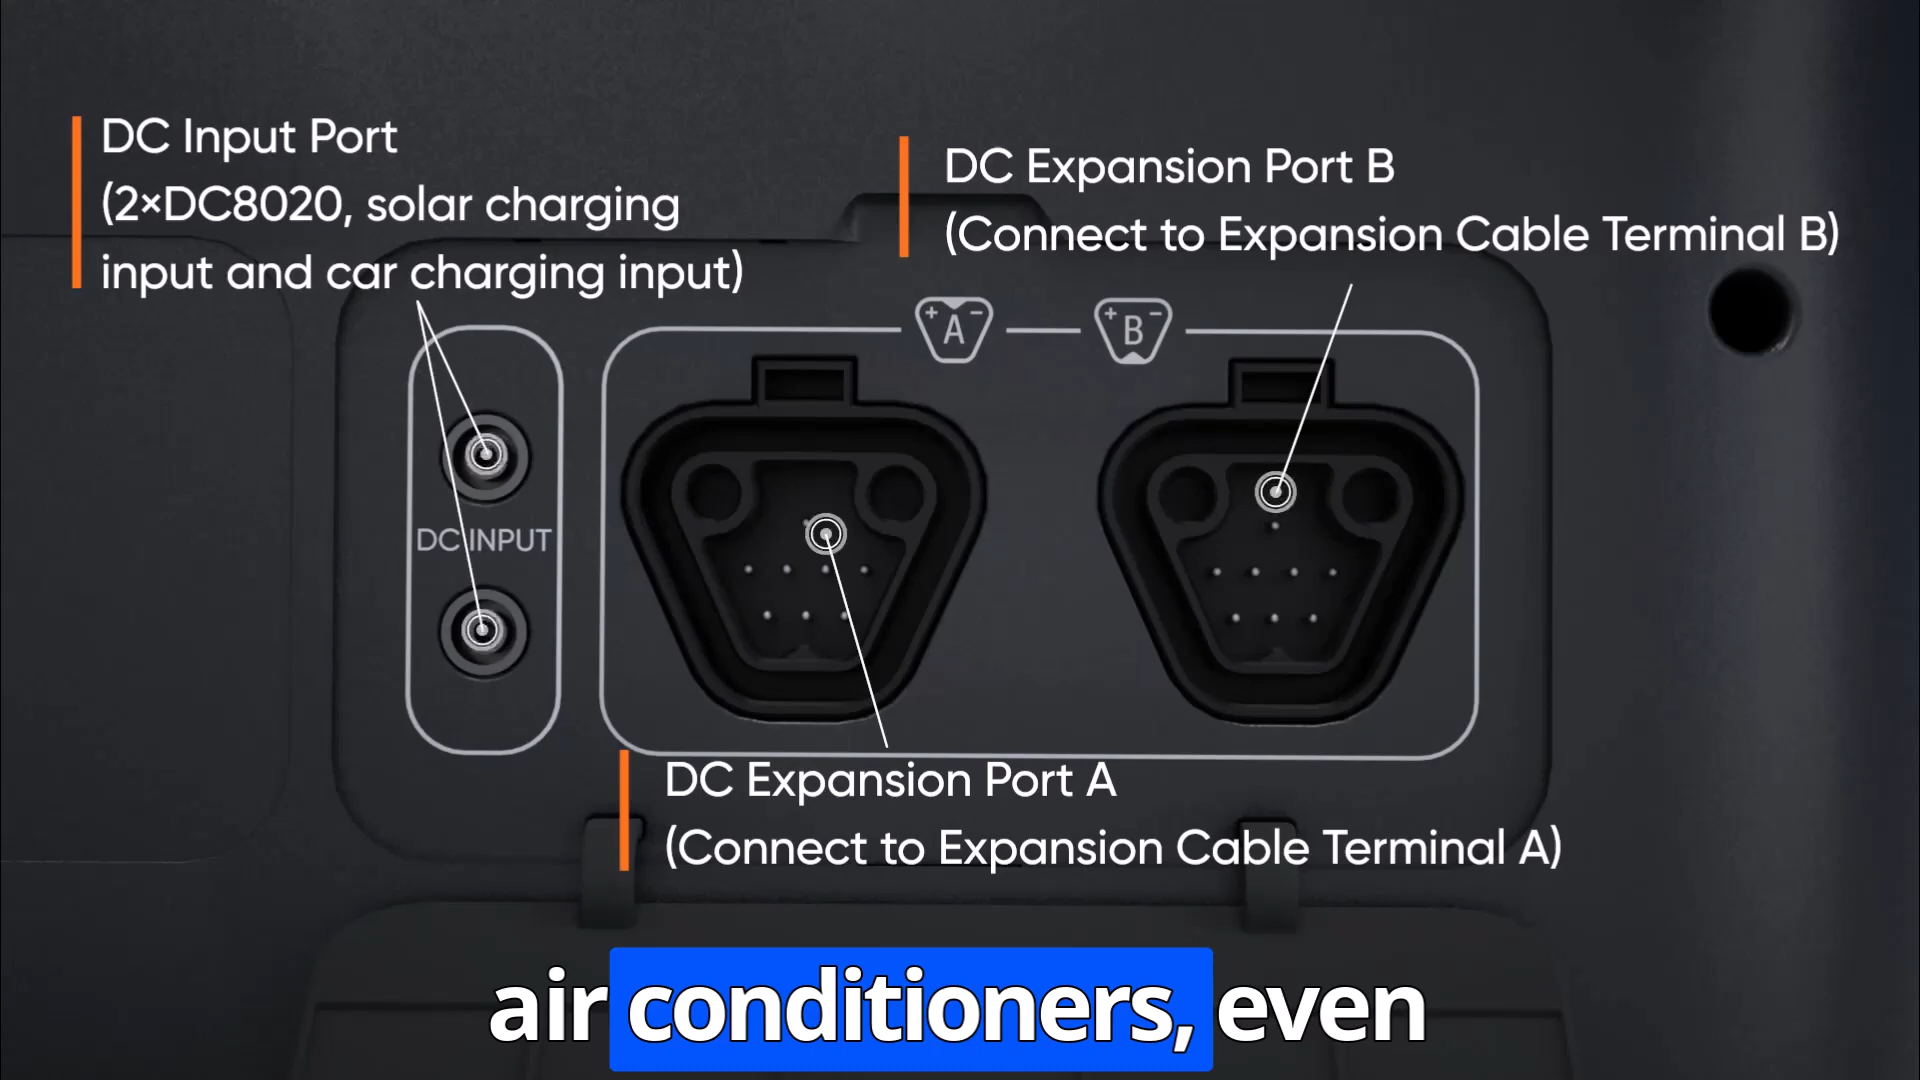 DC Input Port
(2×DC8020, solar charging
input and car charging input)
DC Expansion Port B
(Connect to Expansion Cable Terminal B)
+ A −
+ B −
DC INPUT
DC Expansion Port A
(Connect to Expansion Cable Terminal A)
air conditioners, even